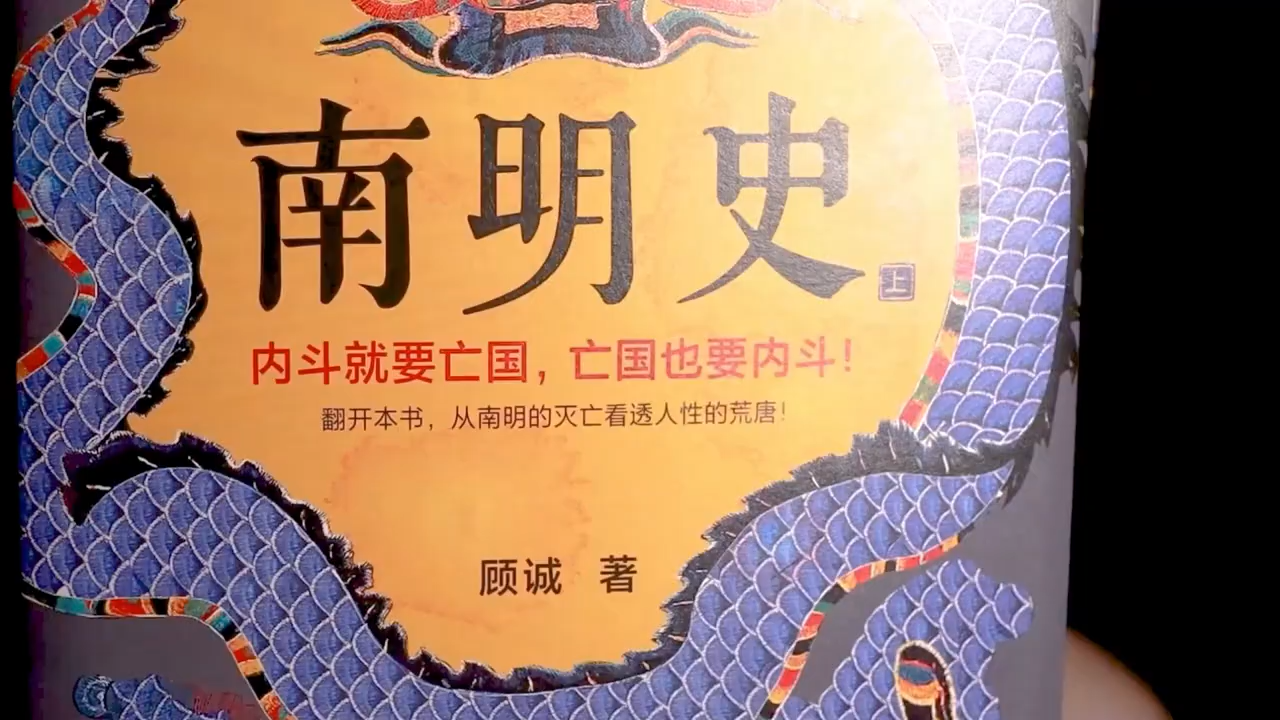 南明史
上
内斗就要亡国，亡国也要内斗！
翻开本书，从南明的灭亡看透人性的荒唐！
顾诚 著